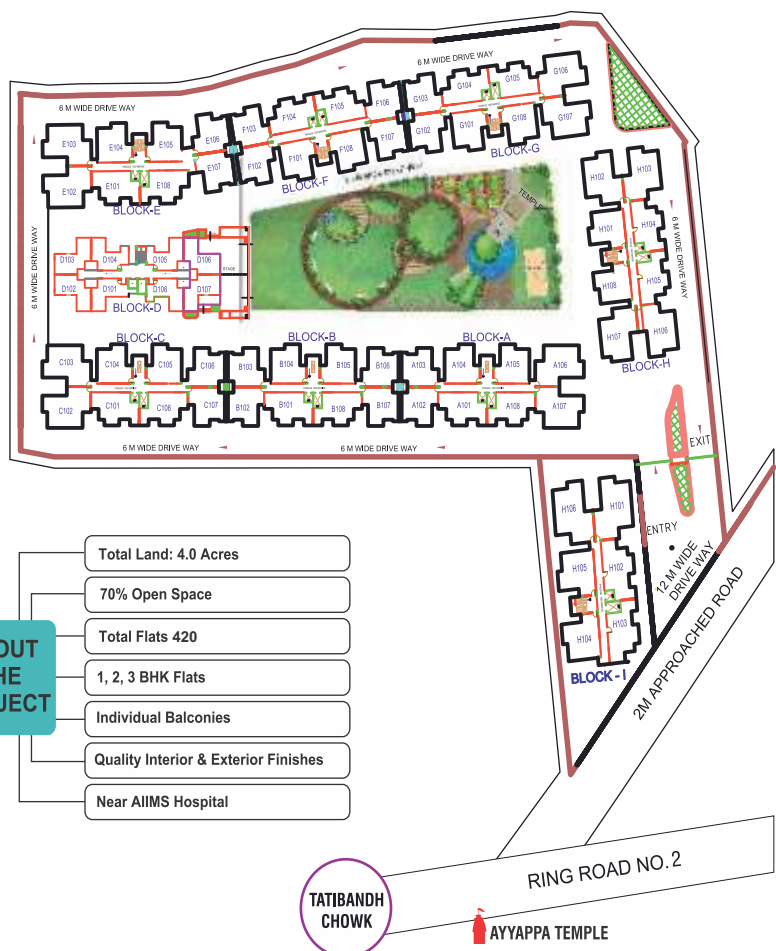 6 M WIDE DRIVE WAY
6 M WIDE DRIVE WAY
E103
E104
E105
E106
E102
E101
E108
E107
BLOCK-E
F103
F104
F105
F106
F102
F101
F108
F107
BLOCK-F
G103
G104
G105
G106
G102
G101
G108
G107
BLOCK-G
H102
H103
H101
H104
H108
H105
H107
H106
BLOCK-H
6 M WIDE DRIVE WAY
6 M WIDE DRIVE WAY
TEMPLE
STAGE
D103
D104
D105
D106
D102
D101
D108
D107
BLOCK-D
BLOCK-C
BLOCK-B
BLOCK-A
C103
C104
C105
C106
C102
C101
C108
C107
B103
B104
B105
B106
B102
B101
B108
B107
A103
A104
A105
A106
A102
A101
A108
A107
6 M WIDE DRIVE WAY
6 M WIDE DRIVE WAY
EXIT
ENTRY
12 M WIDE
DRIVE WAY
H106
H101
H105
H102
H104
H103
BLOCK - I
2M APPROACHED ROAD
RING ROAD NO. 2
TATIBANDH
CHOWK
AYYAPPA TEMPLE
OUT
HE
JECT
Total Land: 4.0 Acres
70% Open Space
Total Flats 420
1, 2, 3 BHK Flats
Individual Balconies
Quality Interior & Exterior Finishes
Near AIIMS Hospital